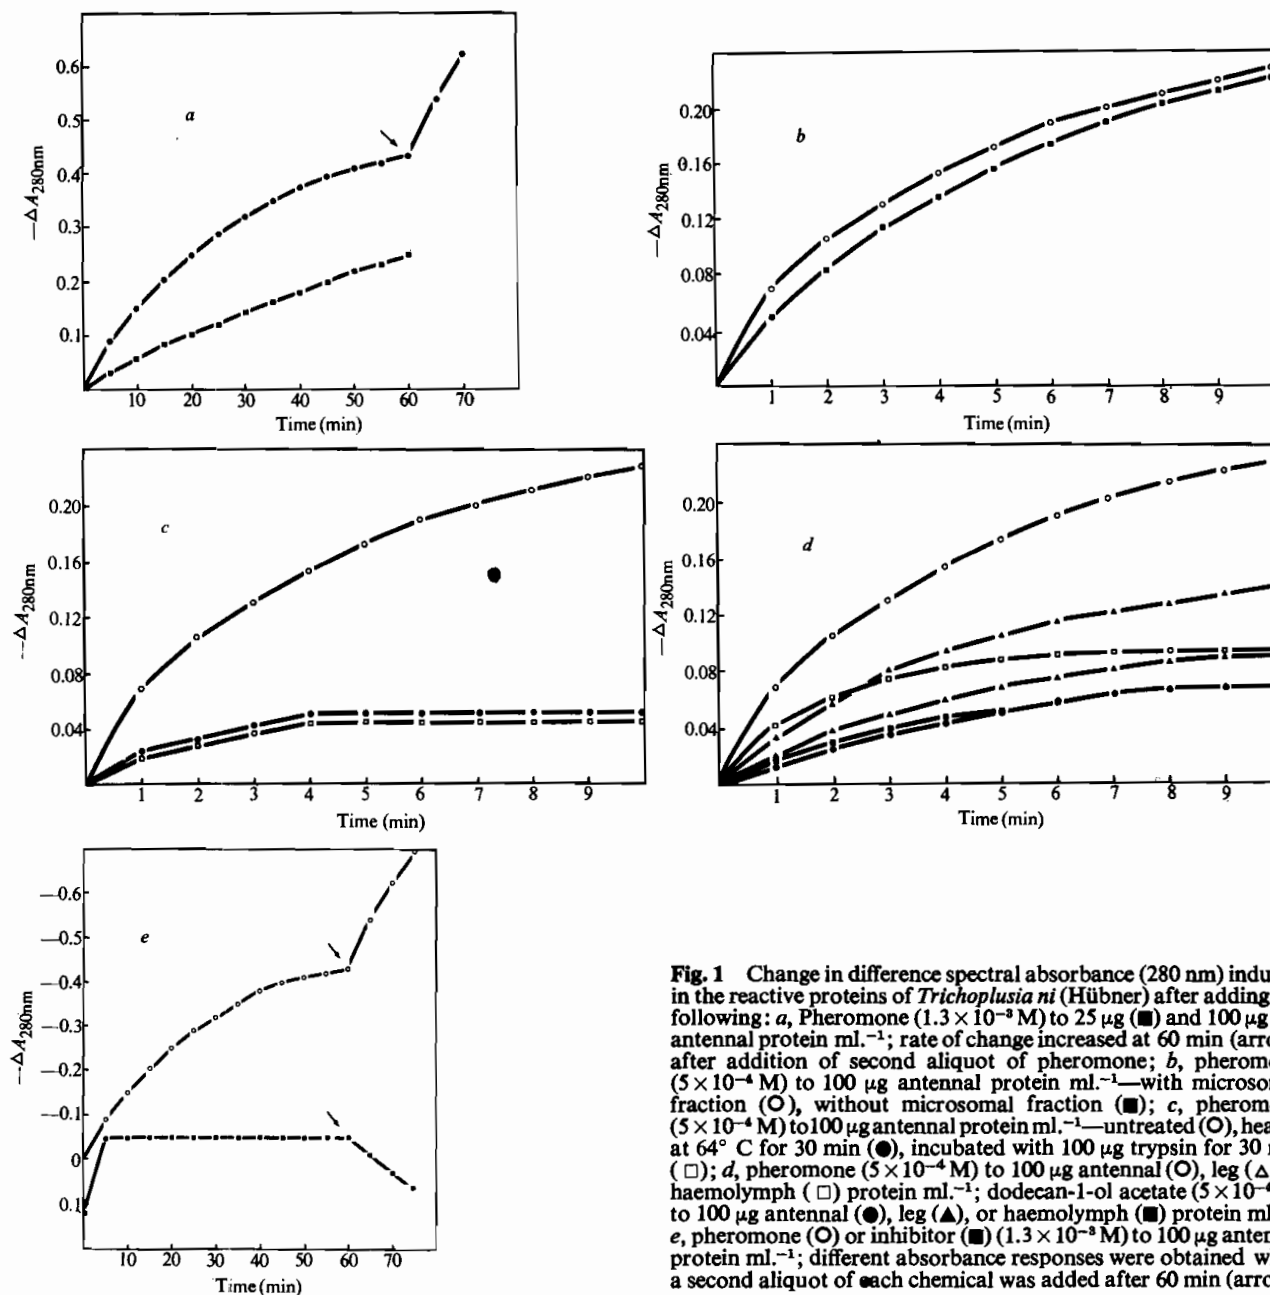 0.6
0.5
0.4
0.3
0.2
0.1
—ΔA280nm
a
10 20 30 40 50 60 70
Time (min)
0.20
0.16
0.12
0.08
0.04
—ΔA280nm
b
1 2 3 4 5 6 7 8 9
Time (min)
0.20
0.16
0.12
0.08
0.04
—ΔA280nm
c
1 2 3 4 5 6 7 8 9
Time (min)
0.20
0.16
0.12
0.08
0.04
—ΔA280nm
d
1 2 3 4 5 6 7 8 9
Time (min)
—0.6
—0.5
—0.4
—0.3
—0.2
—0.1
0
0.1
—ΔA280nm
e
10 20 30 40 50 60 70
Time (min)
Fig. 1 Change in difference spectral absorbance (280 nm) indu
in the reactive proteins of Trichoplusia ni (Hübner) after adding
following: a, Pheromone (1.3 × 10⁻³ M) to 25 μg (■) and 100 μg
antennal protein ml.⁻¹; rate of change increased at 60 min (arro
after addition of second aliquot of pheromone; b, pherom
(5 × 10⁻⁴ M) to 100 μg antennal protein ml.⁻¹—with microso
fraction (○), without microsomal fraction (■); c, pherom
(5 × 10⁻⁴ M) to 100 μg antennal protein ml.⁻¹—untreated (○), hea
at 64° C for 30 min (●), incubated with 100 μg trypsin for 30
(□); d, pheromone (5 × 10⁻⁴ M) to 100 μg antennal (○), leg (△
haemolymph (□) protein ml.⁻¹; dodecan-1-ol acetate (5 × 10⁻⁴
to 100 μg antennal (●), leg (▲), or haemolymph (■) protein ml
e, pheromone (○) or inhibitor (■) (1.3 × 10⁻³ M) to 100 μg anten
protein ml.⁻¹; different absorbance responses were obtained w
a second aliquot of each chemical was added after 60 min (arro